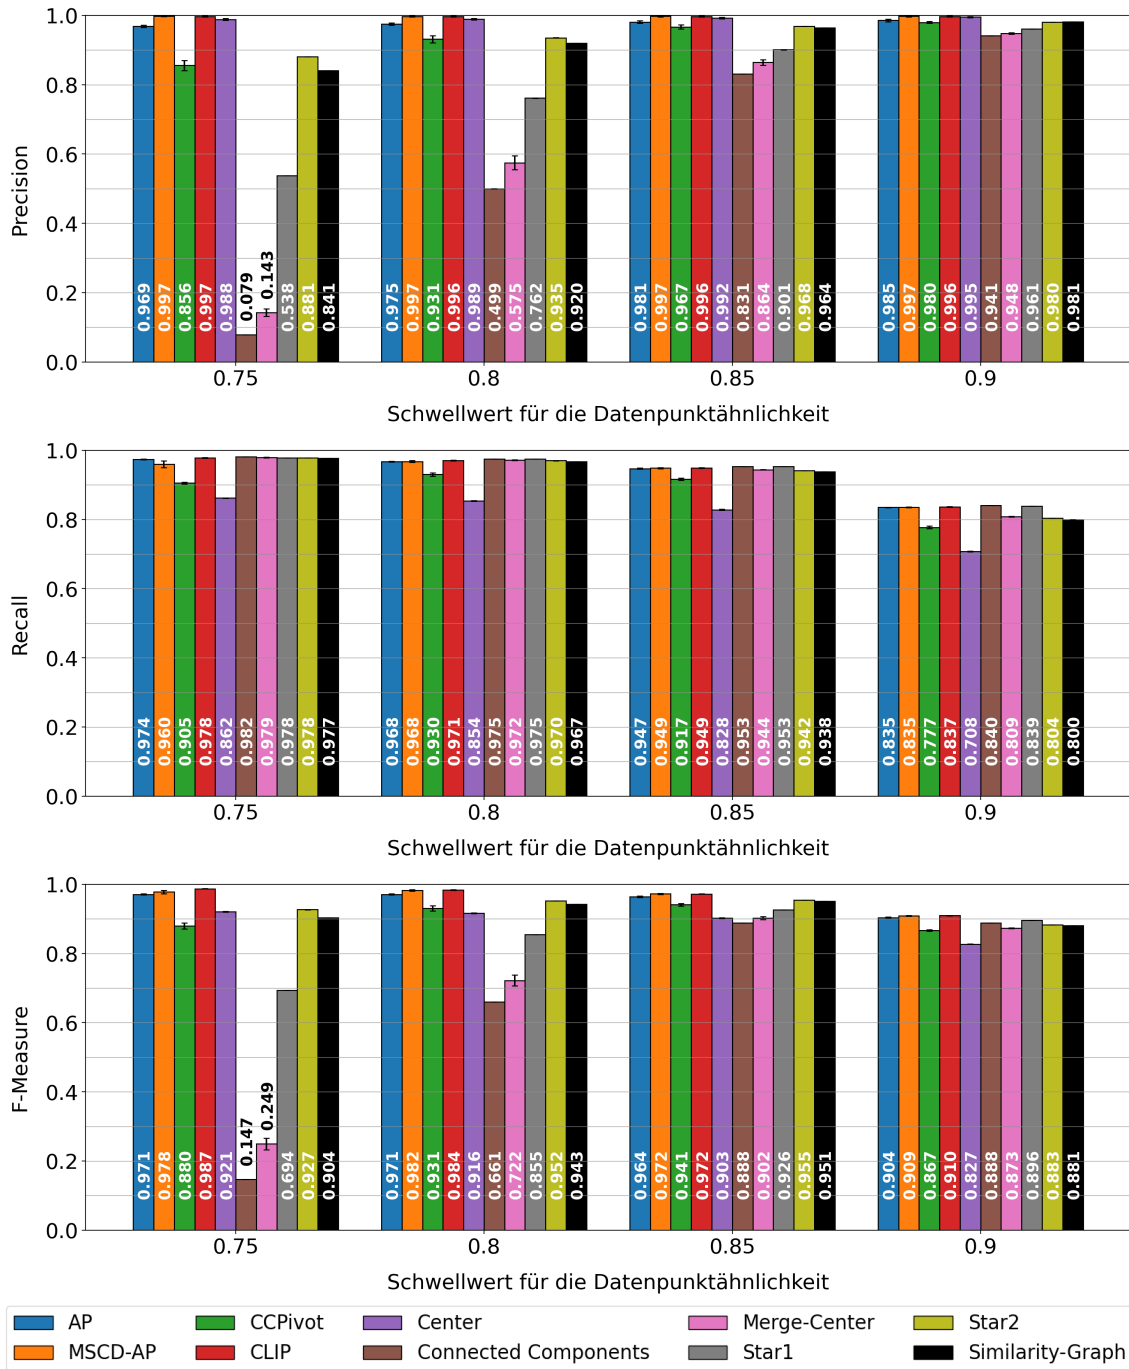 1.0
0.8
0.6
0.4
0.2
0.0
Precision
0.969 0.997 0.856 0.997 0.988 0.079 0.143 0.538 0.881 0.841
0.975 0.997 0.931 0.996 0.989 0.499 0.575 0.762 0.935 0.920
0.981 0.997 0.967 0.996 0.992 0.831 0.864 0.901 0.968 0.964
0.985 0.997 0.980 0.996 0.995 0.941 0.948 0.961 0.980 0.981
0.75 0.8 0.85 0.9
Schwellwert für die Datenpunktähnlichkeit
1.0
0.8
0.6
0.4
0.2
0.0
Recall
0.974 0.960 0.905 0.978 0.862 0.982 0.979 0.978 0.978 0.977
0.968 0.968 0.930 0.971 0.854 0.975 0.972 0.975 0.970 0.967
0.947 0.949 0.917 0.949 0.828 0.953 0.944 0.953 0.942 0.938
0.835 0.835 0.777 0.837 0.708 0.840 0.809 0.839 0.804 0.800
0.75 0.8 0.85 0.9
Schwellwert für die Datenpunktähnlichkeit
1.0
0.8
0.6
0.4
0.2
0.0
F-Measure
0.971 0.978 0.880 0.987 0.921 0.147 0.249 0.694 0.927 0.904
0.971 0.982 0.931 0.984 0.916 0.661 0.722 0.855 0.952 0.943
0.964 0.972 0.941 0.972 0.903 0.888 0.902 0.926 0.955 0.951
0.904 0.909 0.867 0.910 0.827 0.888 0.873 0.896 0.883 0.881
0.75 0.8 0.85 0.9
Schwellwert für die Datenpunktähnlichkeit
AP CCPivot Center Merge-Center Star2
MSCD-AP CLIP Connected Components Star1 Similarity-Graph